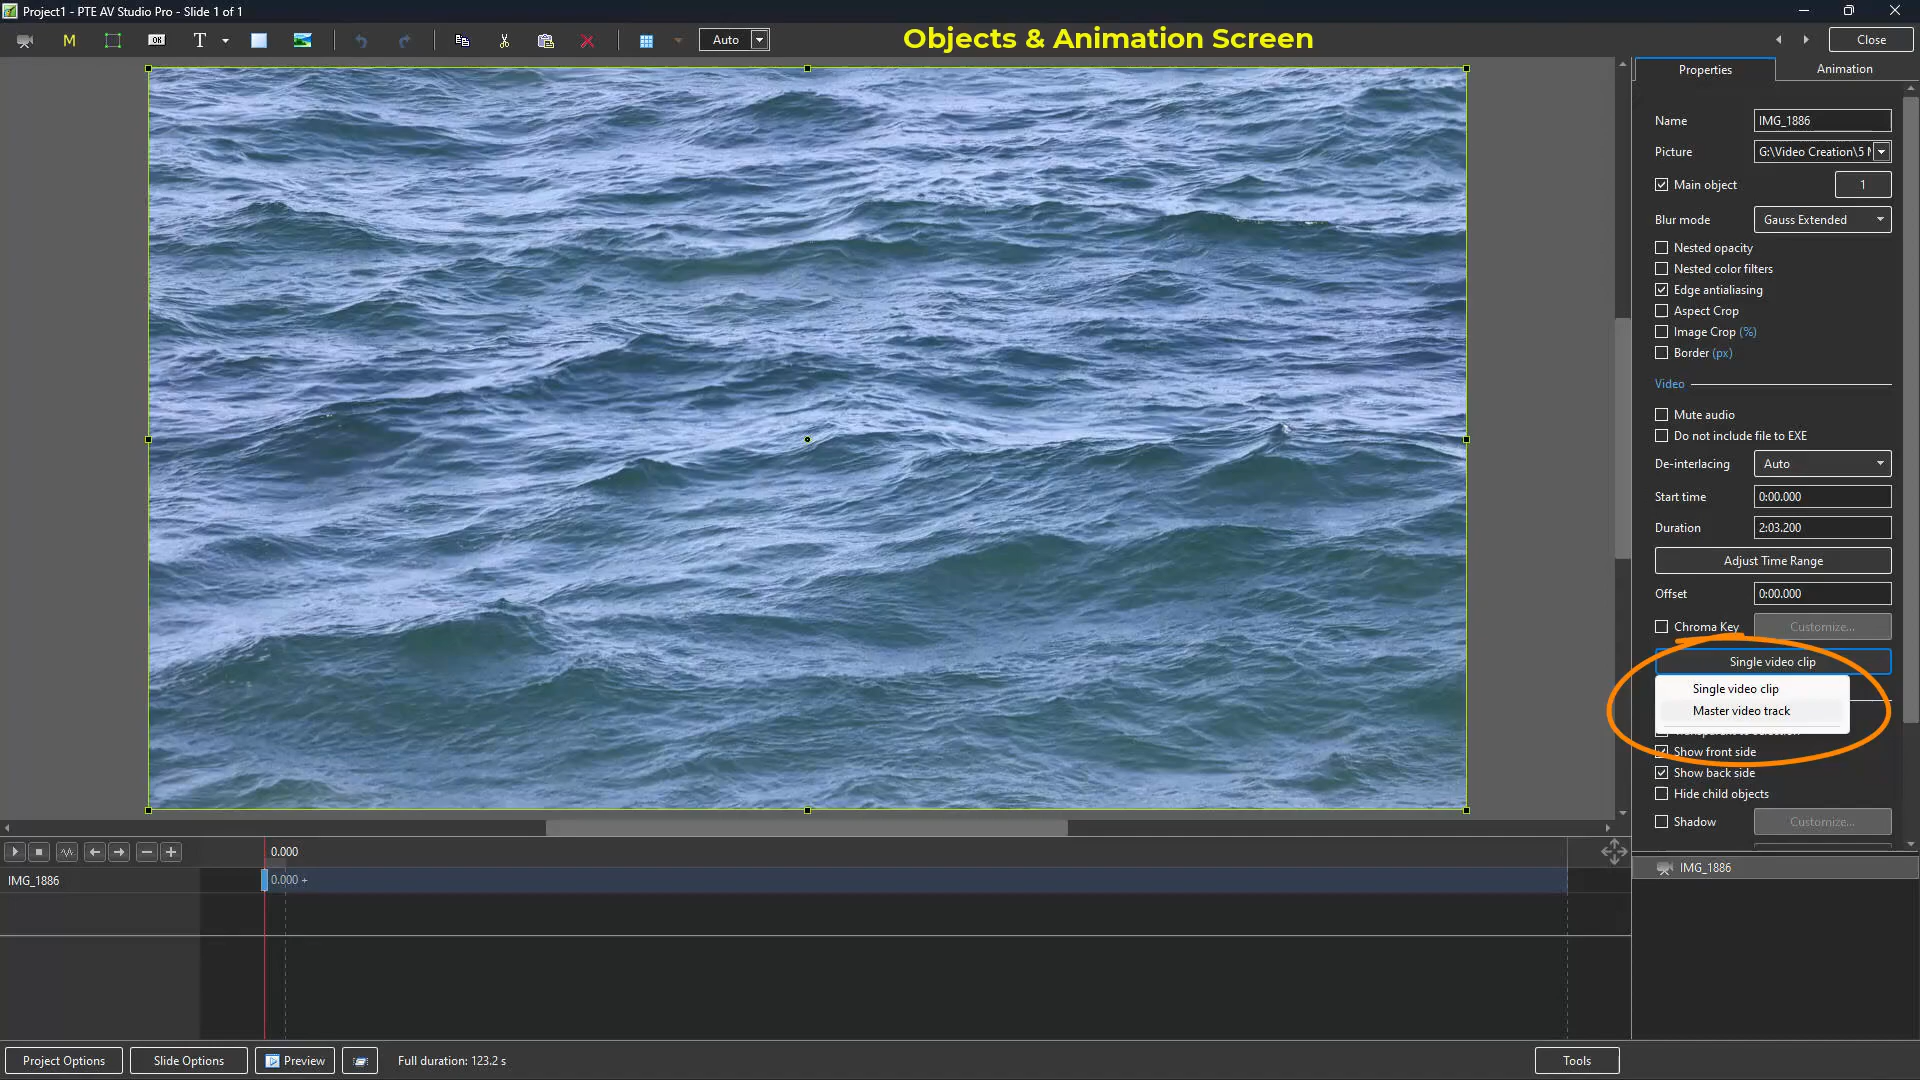 Project1 - PTE AV Studio Pro - Slide 1 of 1
M
OK
T
Auto
Objects & Animation Screen
Close
Properties
Animation
Name
IMG_1886
Picture
G:\Video Creation\5
Main object
1
Blur mode
Gauss Extended
Nested opacity
Nested color filters
Edge antialiasing
Aspect Crop
Image Crop (%)
Border (px)
Video
Mute audio
Do not include file to EXE
De-interlacing
Auto
Start time
0:00.000
Duration
2:03.200
Adjust Time Range
Offset
0:00.000
Chroma Key
Customize...
Single video clip
Single video clip
Master video track
Show front side
Show back side
Hide child objects
Shadow
Customize...
0.000
IMG_1886
0.000 +
IMG_1886
Project Options
Slide Options
Preview
Full duration: 123.2 s
Tools